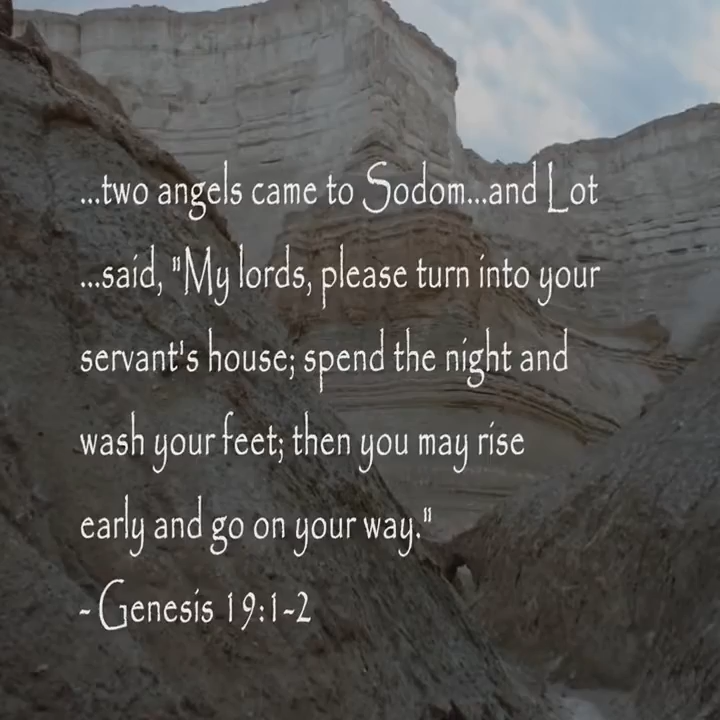 ...two angels came to Sodom...and Lot
...said, "My lords, please turn into your
servant's house; spend the night and
wash your feet; then you may rise
early and go on your way."
~ Genesis 19:1~2